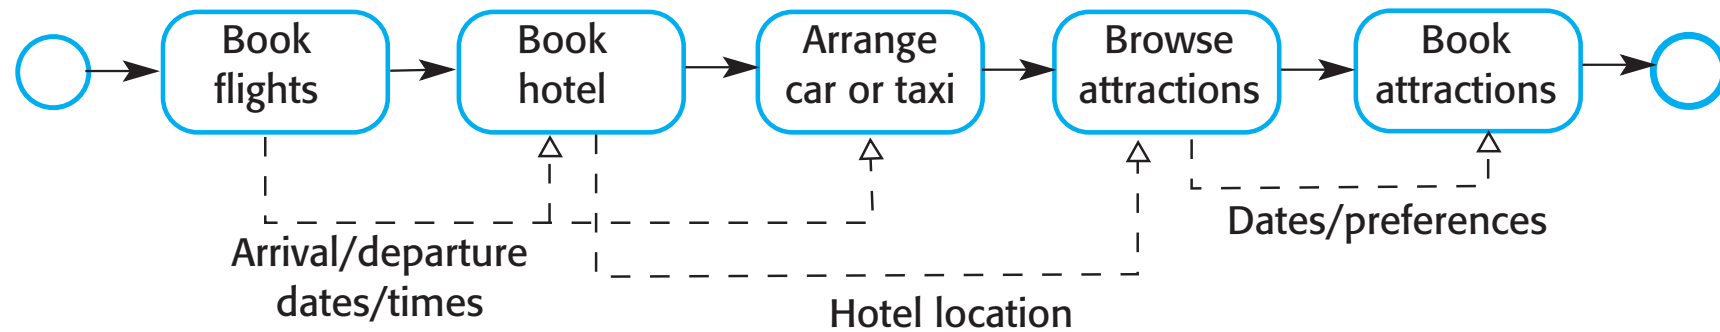 Book
flights
Book
hotel
Arrange
car or taxi
Browse
attractions
Book
attractions
Arrival/departure
dates/times
Hotel location
Dates/preferences